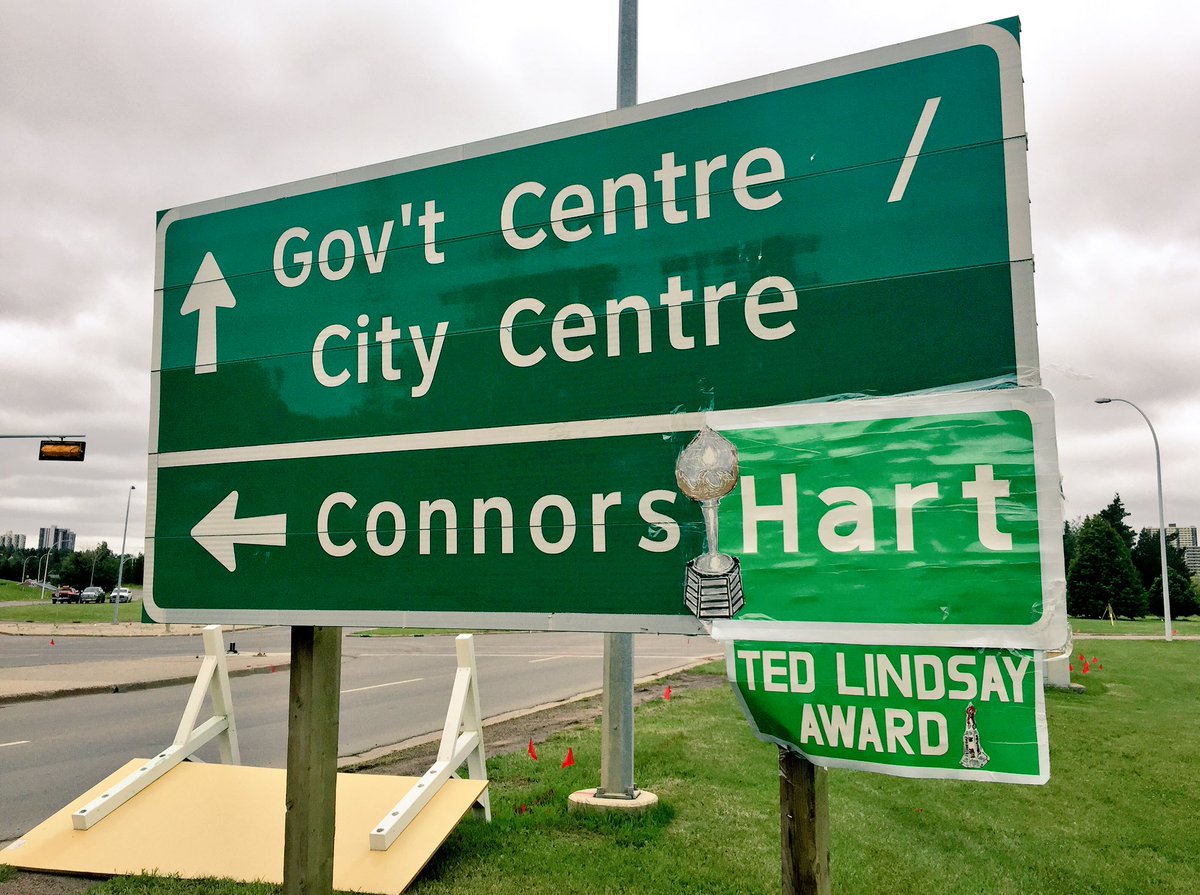 Gov't Centre /
City Centre
Connors Hart
TED LINDSAY
AWARD